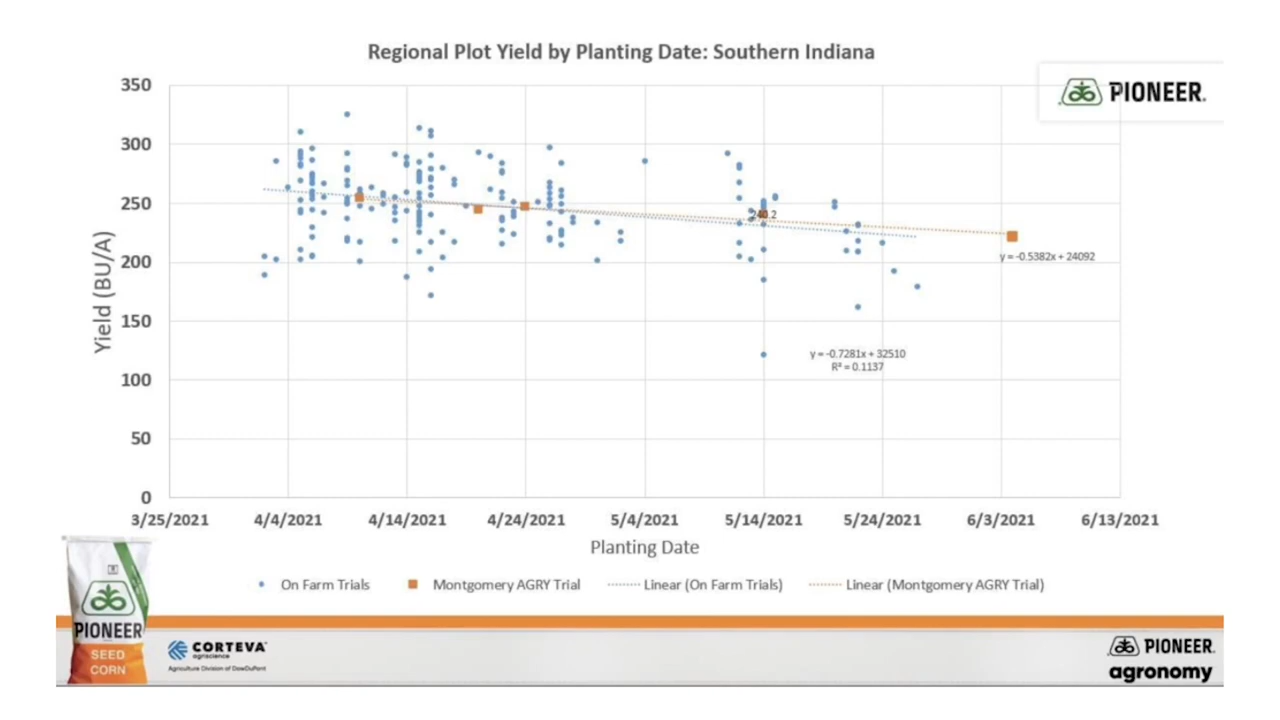 Regional Plot Yield by Planting Date: Southern Indiana
PIONEER.
350
300
250
200
150
100
50
0
Yield (BU/A)
240.2
y = -0.5382x + 24092
y = -0.7281x + 32510
R² = 0.1137
3/25/2021 4/4/2021 4/14/2021 4/24/2021 5/4/2021 5/14/2021 5/24/2021 6/3/2021 6/13/2021
Planting Date
On Farm Trials Montgomery AGRY Trial Linear (On Farm Trials) Linear (Montgomery AGRY Trial)
PIONEER
SEED
CORN
CORTEVA
agriscience
Agriculture Division of DowDuPont
PIONEER.
agronomy